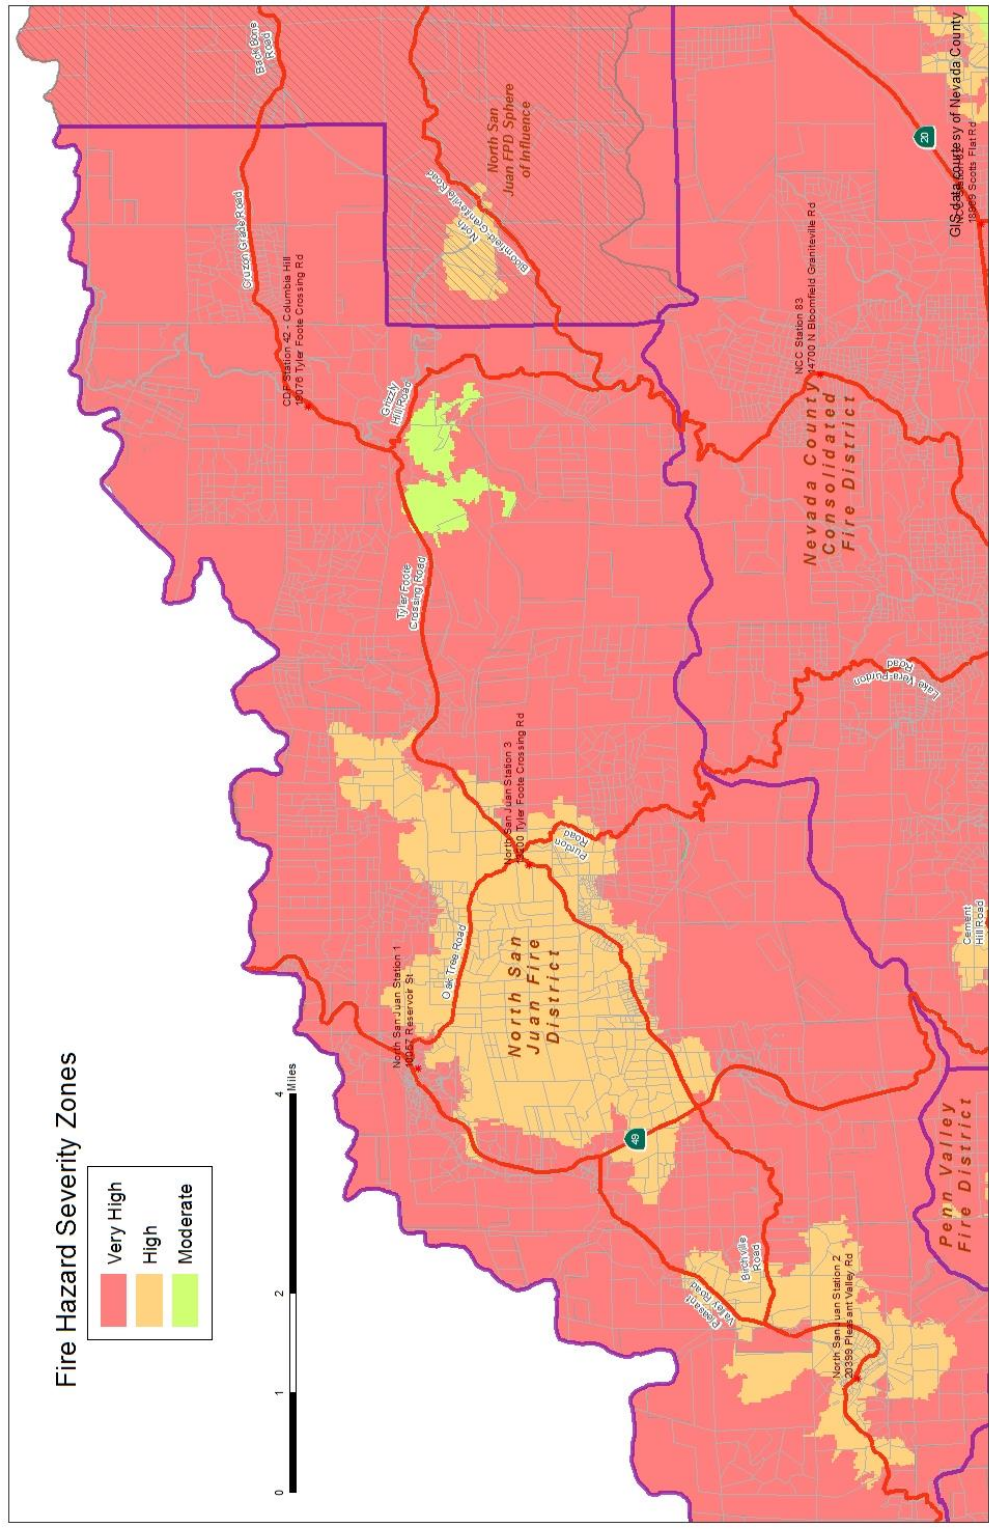 Fire Hazard Severity Zones
Very High
High
Moderate
0
1
2
4
Miles
Back Bone
Road
Cruzon Grade Road
CDF Station 42 - Columbia Hill
19076 Tyler Foote Crossing Rd
North San
Juan FPD Sphere
of Influence
North
Bloomfield Graniteville Road
Grizzly
Hill Road
Tyler Foote
Crossing Road
North San Juan Station 3
Tyler Foote Crossing Rd
Purdon
Road
Oak Tree Road
North San Juan Station 1
Reservoir St
North San
Juan Fire
District
49
Pleasant
Valley Road
Birchville
Road
North San Juan Station 2
20399 Pleasant Valley Rd
Penn Valley
Fire District
Cement
Hill Road
Lake Vera Purdon
Road
Nevada County
Consolidated
Fire District
NCC Station 83
14700 N Bloomfield Graniteville Rd
20
GIS data courtesy of Nevada County
Scotts Flat Rd